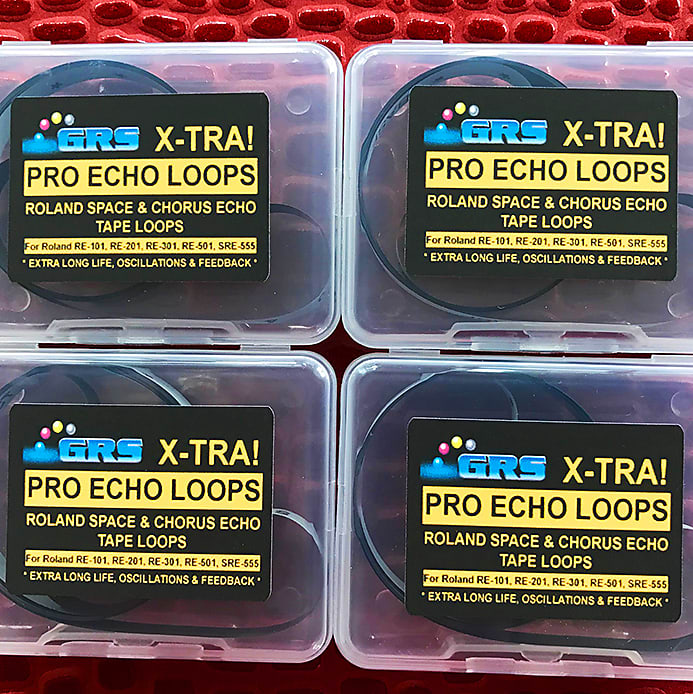 GRS X-TRA!
PRO ECHO LOOPS
ROLAND SPACE & CHORUS ECHO
TAPE LOOPS
For Roland RE-101, RE-201, RE-301, RE-501, SRE-555
* EXTRA LONG LIFE, OSCILLATIONS & FEEDBACK *
GRS X-TRA!
PRO ECHO LOOPS
ROLAND SPACE & CHORUS ECHO
TAPE LOOPS
For Roland RE-101, RE-201, RE-301, RE-501, SRE-555
* EXTRA LONG LIFE, OSCILLATIONS & FEEDBACK *
GRS X-TRA!
PRO ECHO LOOPS
ROLAND SPACE & CHORUS ECHO
TAPE LOOPS
For Roland RE-101, RE-201, RE-301, RE-501, SRE-555
* EXTRA LONG LIFE, OSCILLATIONS & FEEDBACK *
GRS X-TRA!
PRO ECHO LOOPS
ROLAND SPACE & CHORUS ECHO
TAPE LOOPS
For Roland RE-101, RE-201, RE-301, RE-501, SRE-555
* EXTRA LONG LIFE, OSCILLATIONS & FEEDBACK *